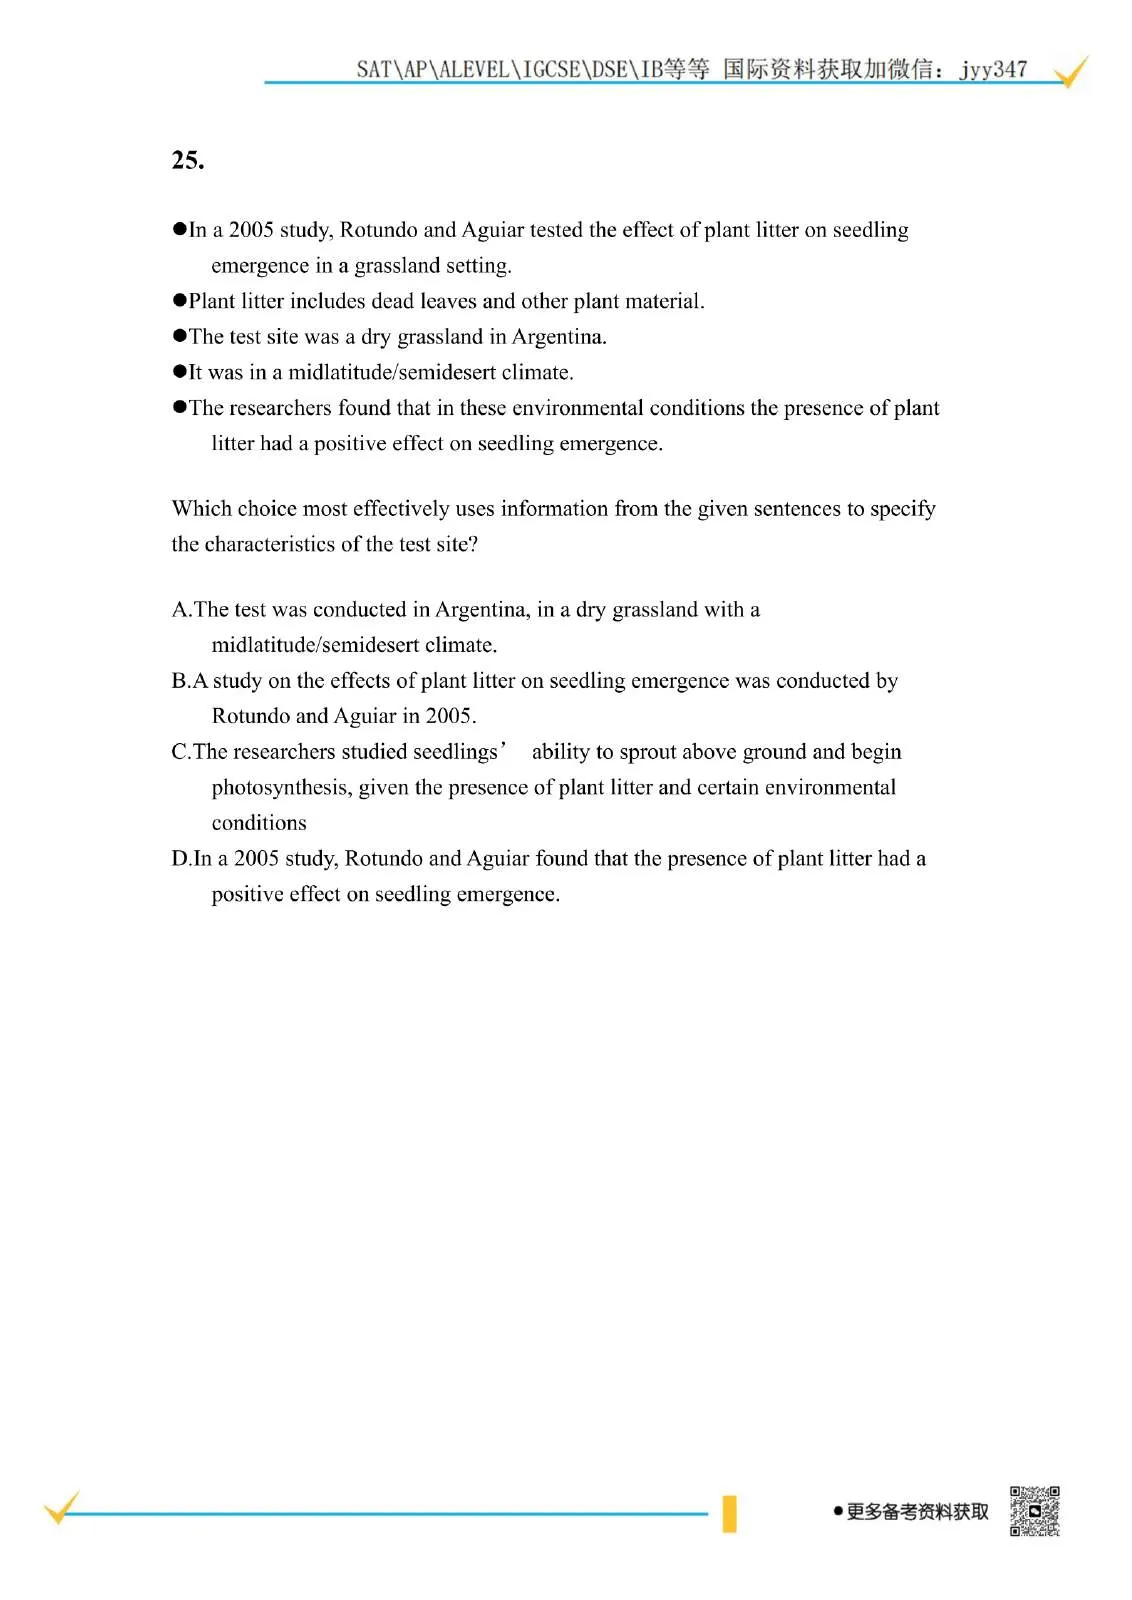 SAT\AP\ALEVEL\IGCSE\DSE\IB等等 国际资料获取加微信：jyy347
25.
●In a 2005 study, Rotundo and Aguiar tested the effect of plant litter on seedling
emergence in a grassland setting.
●Plant litter includes dead leaves and other plant material.
●The test site was a dry grassland in Argentina.
●It was in a midlatitude/semidesert climate.
●The researchers found that in these environmental conditions the presence of plant
litter had a positive effect on seedling emergence.
Which choice most effectively uses information from the given sentences to specify
the characteristics of the test site?
A.The test was conducted in Argentina, in a dry grassland with a
midlatitude/semidesert climate.
B.A study on the effects of plant litter on seedling emergence was conducted by
Rotundo and Aguiar in 2005.
C.The researchers studied seedlings’ ability to sprout above ground and begin
photosynthesis, given the presence of plant litter and certain environmental
conditions
D.In a 2005 study, Rotundo and Aguiar found that the presence of plant litter had a
positive effect on seedling emergence.
●更多备考资料获取